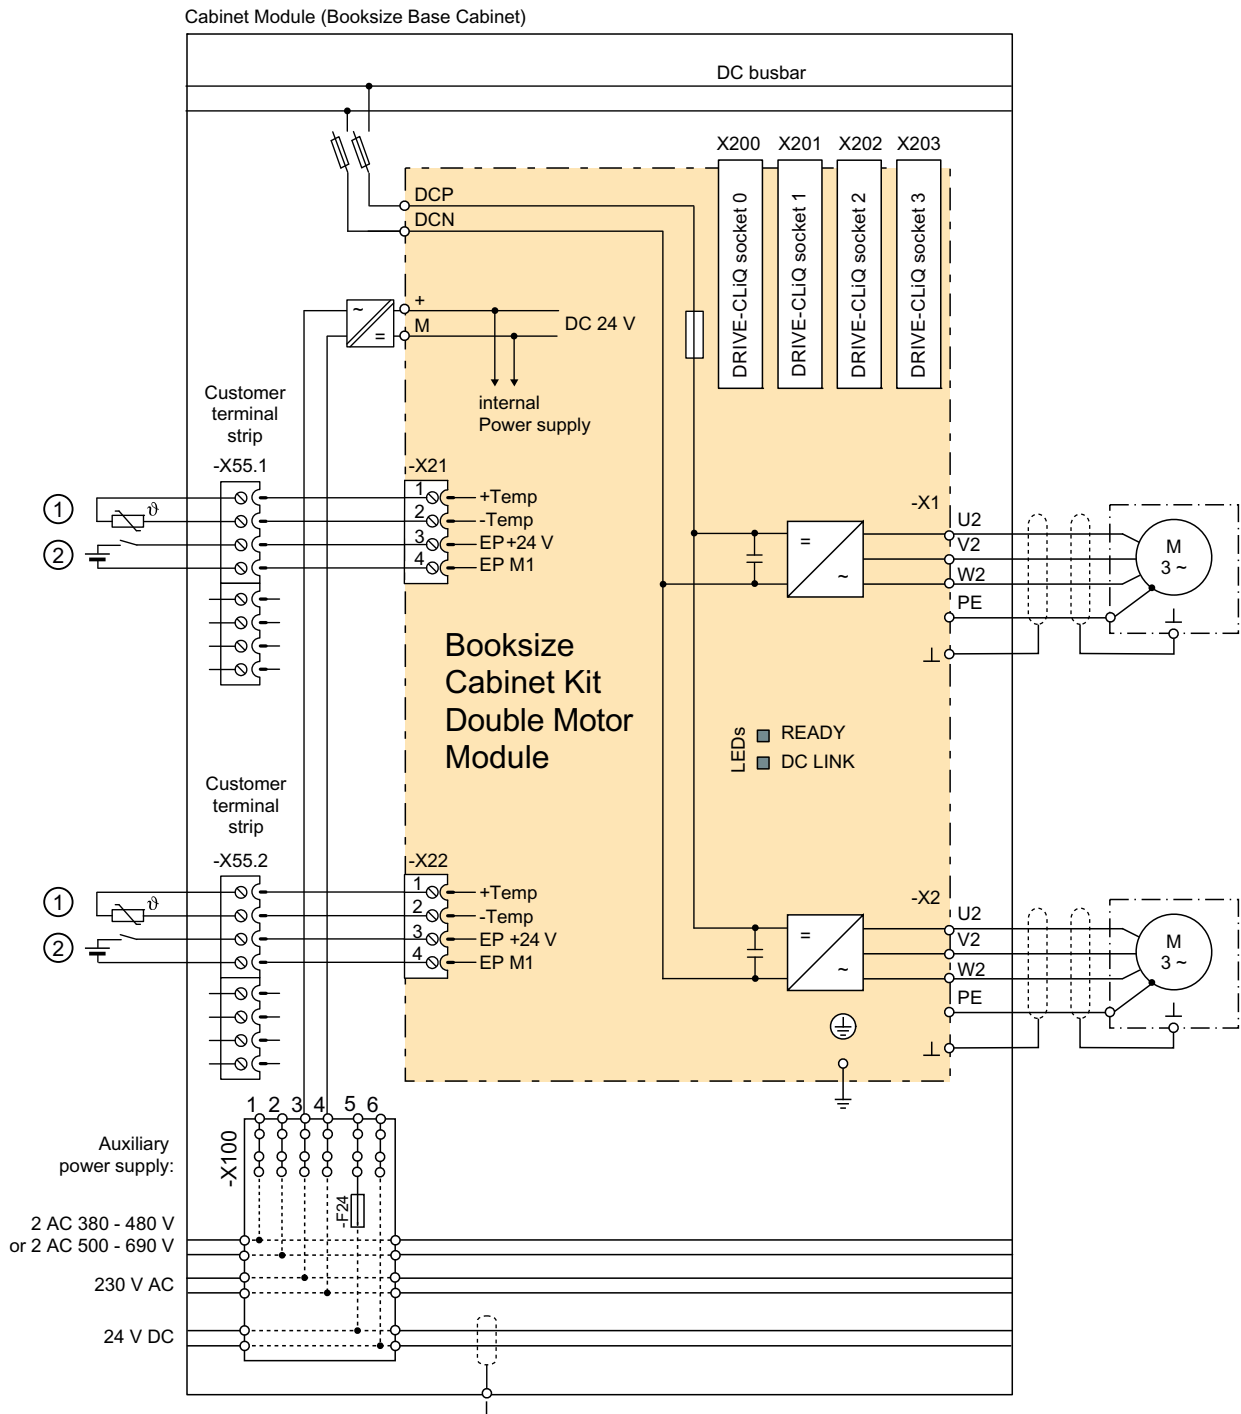 Cabinet Module (Booksize Base Cabinet)
DC busbar
X200 X201 X202 X203
DRIVE-CLiQ socket 0
DRIVE-CLiQ socket 1
DRIVE-CLiQ socket 2
DRIVE-CLiQ socket 3
DCP
DCN
+
M
DC 24 V
~
=
internal
Power supply
Customer
terminal
strip
-X55.1
-X21
1
2
1 +Temp
2 -Temp
3 EP +24 V
4 EP M1
ϑ
-X1
=
~
U2
V2
W2
PE
M
3 ~
Booksize
Cabinet Kit
Double Motor
Module
LEDs
READY
DC LINK
Customer
terminal
strip
-X55.2
-X22
1
2
1 +Temp
2 -Temp
3 EP +24 V
4 EP M1
ϑ
-X2
=
~
U2
V2
W2
PE
M
3 ~
1 2 3 4 5 6
-X100
-F24
Auxiliary
power supply:
2 AC 380 - 480 V
or 2 AC 500 - 690 V
230 V AC
24 V DC